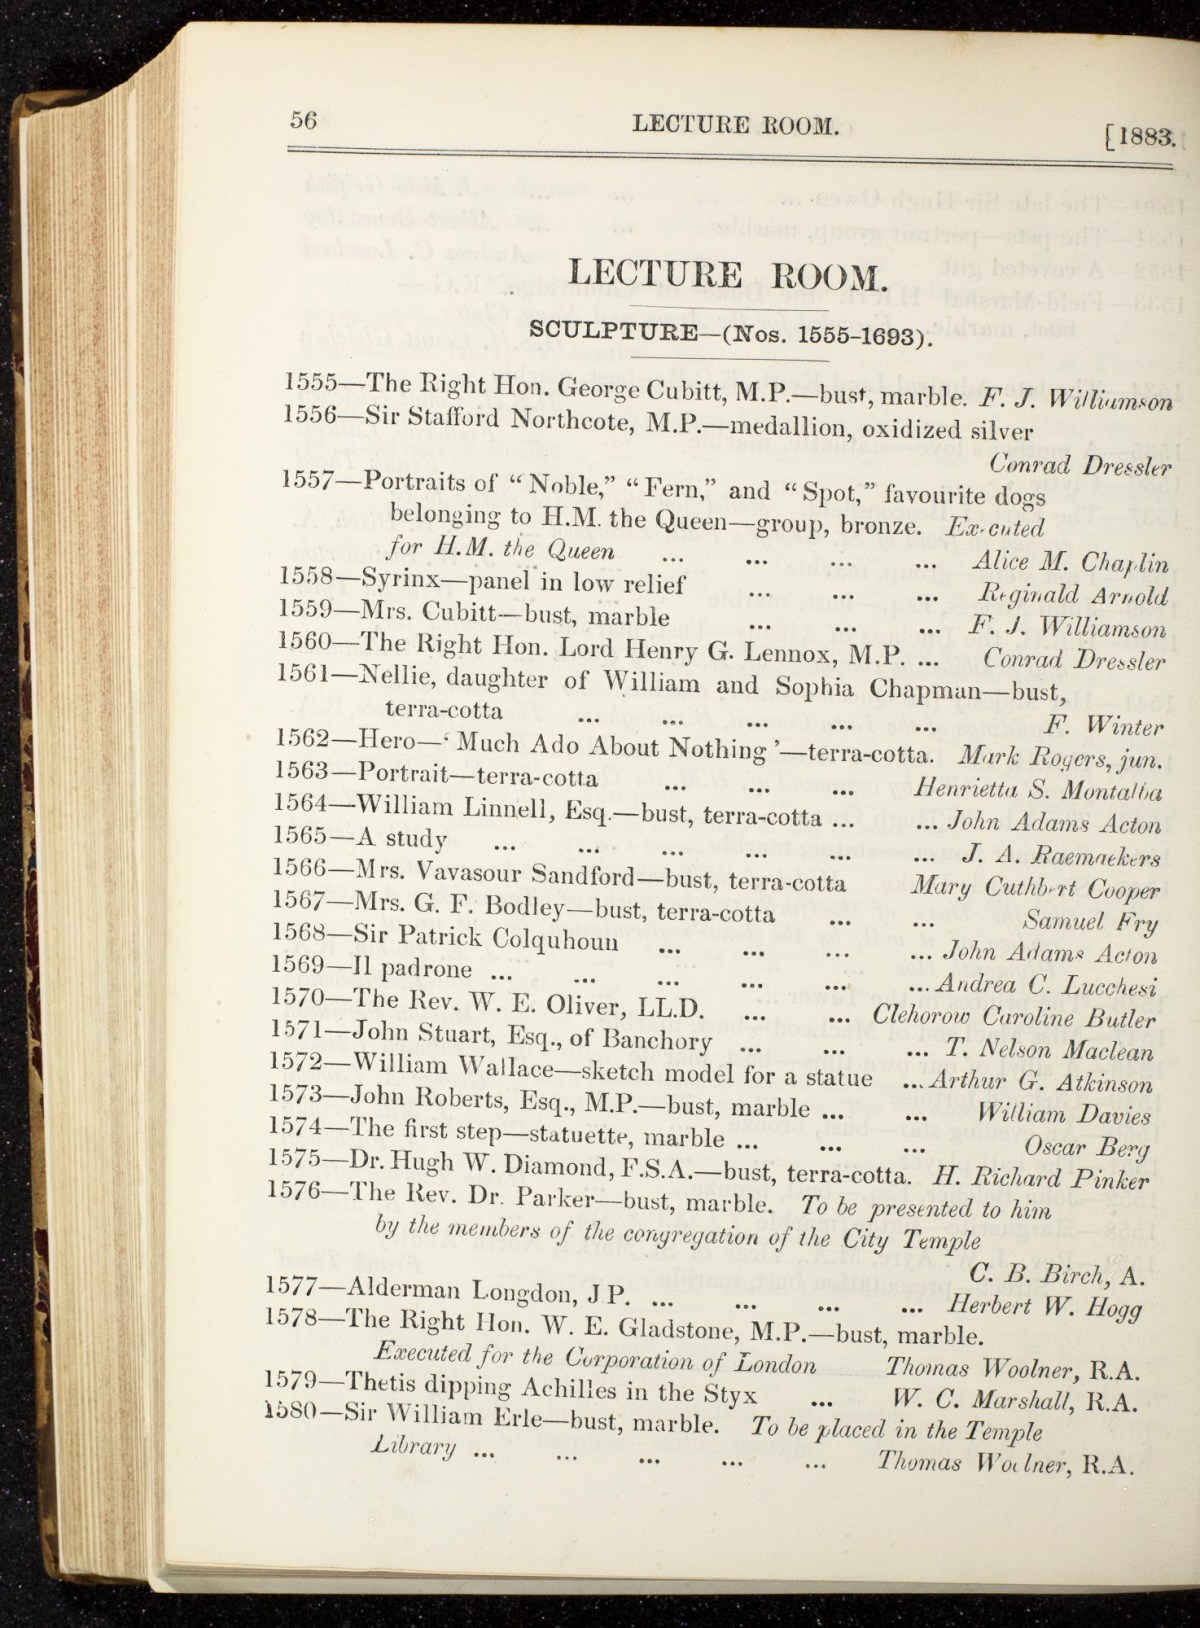 56 LECTURE ROOM. [1883.
LECTURE ROOM.
SCULPTURE—(Nos. 1555-1693).
1555—The Right Hon. George Cubitt, M.P.—bust, marble. F. J. Williamson
1556—Sir Stafford Northcote, M.P.—medallion, oxidized silver
Conrad Dressler
1557—Portraits of "Noble," "Fern," and "Spot," favourite dogs
belonging to H.M. the Queen—group, bronze. Executed
for H.M. the Queen ... ... ... ... Alice M. Chaplin
1558—Syrinx—panel in low relief ... ... ... Reginald Arnold
1559—Mrs. Cubitt—bust, marble ... ... ... F. J. Williamson
1560—The Right Hon. Lord Henry G. Lennox, M.P. ... Conrad Dressler
1561—Nellie, daughter of William and Sophia Chapman—bust,
terra-cotta ... ... ... ... ... F. Winter
1562—Hero—'Much Ado About Nothing'—terra-cotta. Mark Rogers, jun.
1563—Portrait—terra-cotta ... ... ... Henrietta S. Montalba
1564—William Linnell, Esq.—bust, terra-cotta ... ... John Adams Acton
1565—A study ... ... ... ... ... ... J. A. Raemaekers
1566—Mrs. Vavasour Sandford—bust, terra-cotta Mary Cuthbert Cooper
1567—Mrs. G. F. Bodley—bust, terra-cotta ... ... Samuel Fry
1568—Sir Patrick Colquhoun ... ... ... ... John Adams Acton
1569—Il padrone ... ... ... ... ... ... Andrea C. Lucchesi
1570—The Rev. W. E. Oliver, LL.D. ... ... Clehorow Caroline Butler
1571—John Stuart, Esq., of Banchory ... ... ... T. Nelson Maclean
1572—William Wallace—sketch model for a statue ... Arthur G. Atkinson
1573—John Roberts, Esq., M.P.—bust, marble ... ... William Davies
1574—The first step—statuette, marble ... ... ... Oscar Berg
1575—Dr. Hugh W. Diamond, F.S.A.—bust, terra-cotta. H. Richard Pinker
1576—The Rev. Dr. Parker—bust, marble. To be presented to him
by the members of the congregation of the City Temple
C. B. Birch, A.
1577—Alderman Longdon, J P. ... ... ... ... Herbert W. Hogg
1578—The Right Hon. W. E. Gladstone, M.P.—bust, marble.
Executed for the Corporation of London Thomas Woolner, R.A.
1579—Thetis dipping Achilles in the Styx ... W. C. Marshall, R.A.
1580—Sir William Erle—bust, marble. To be placed in the Temple
Library ... ... ... ... ... Thomas Woolner, R.A.